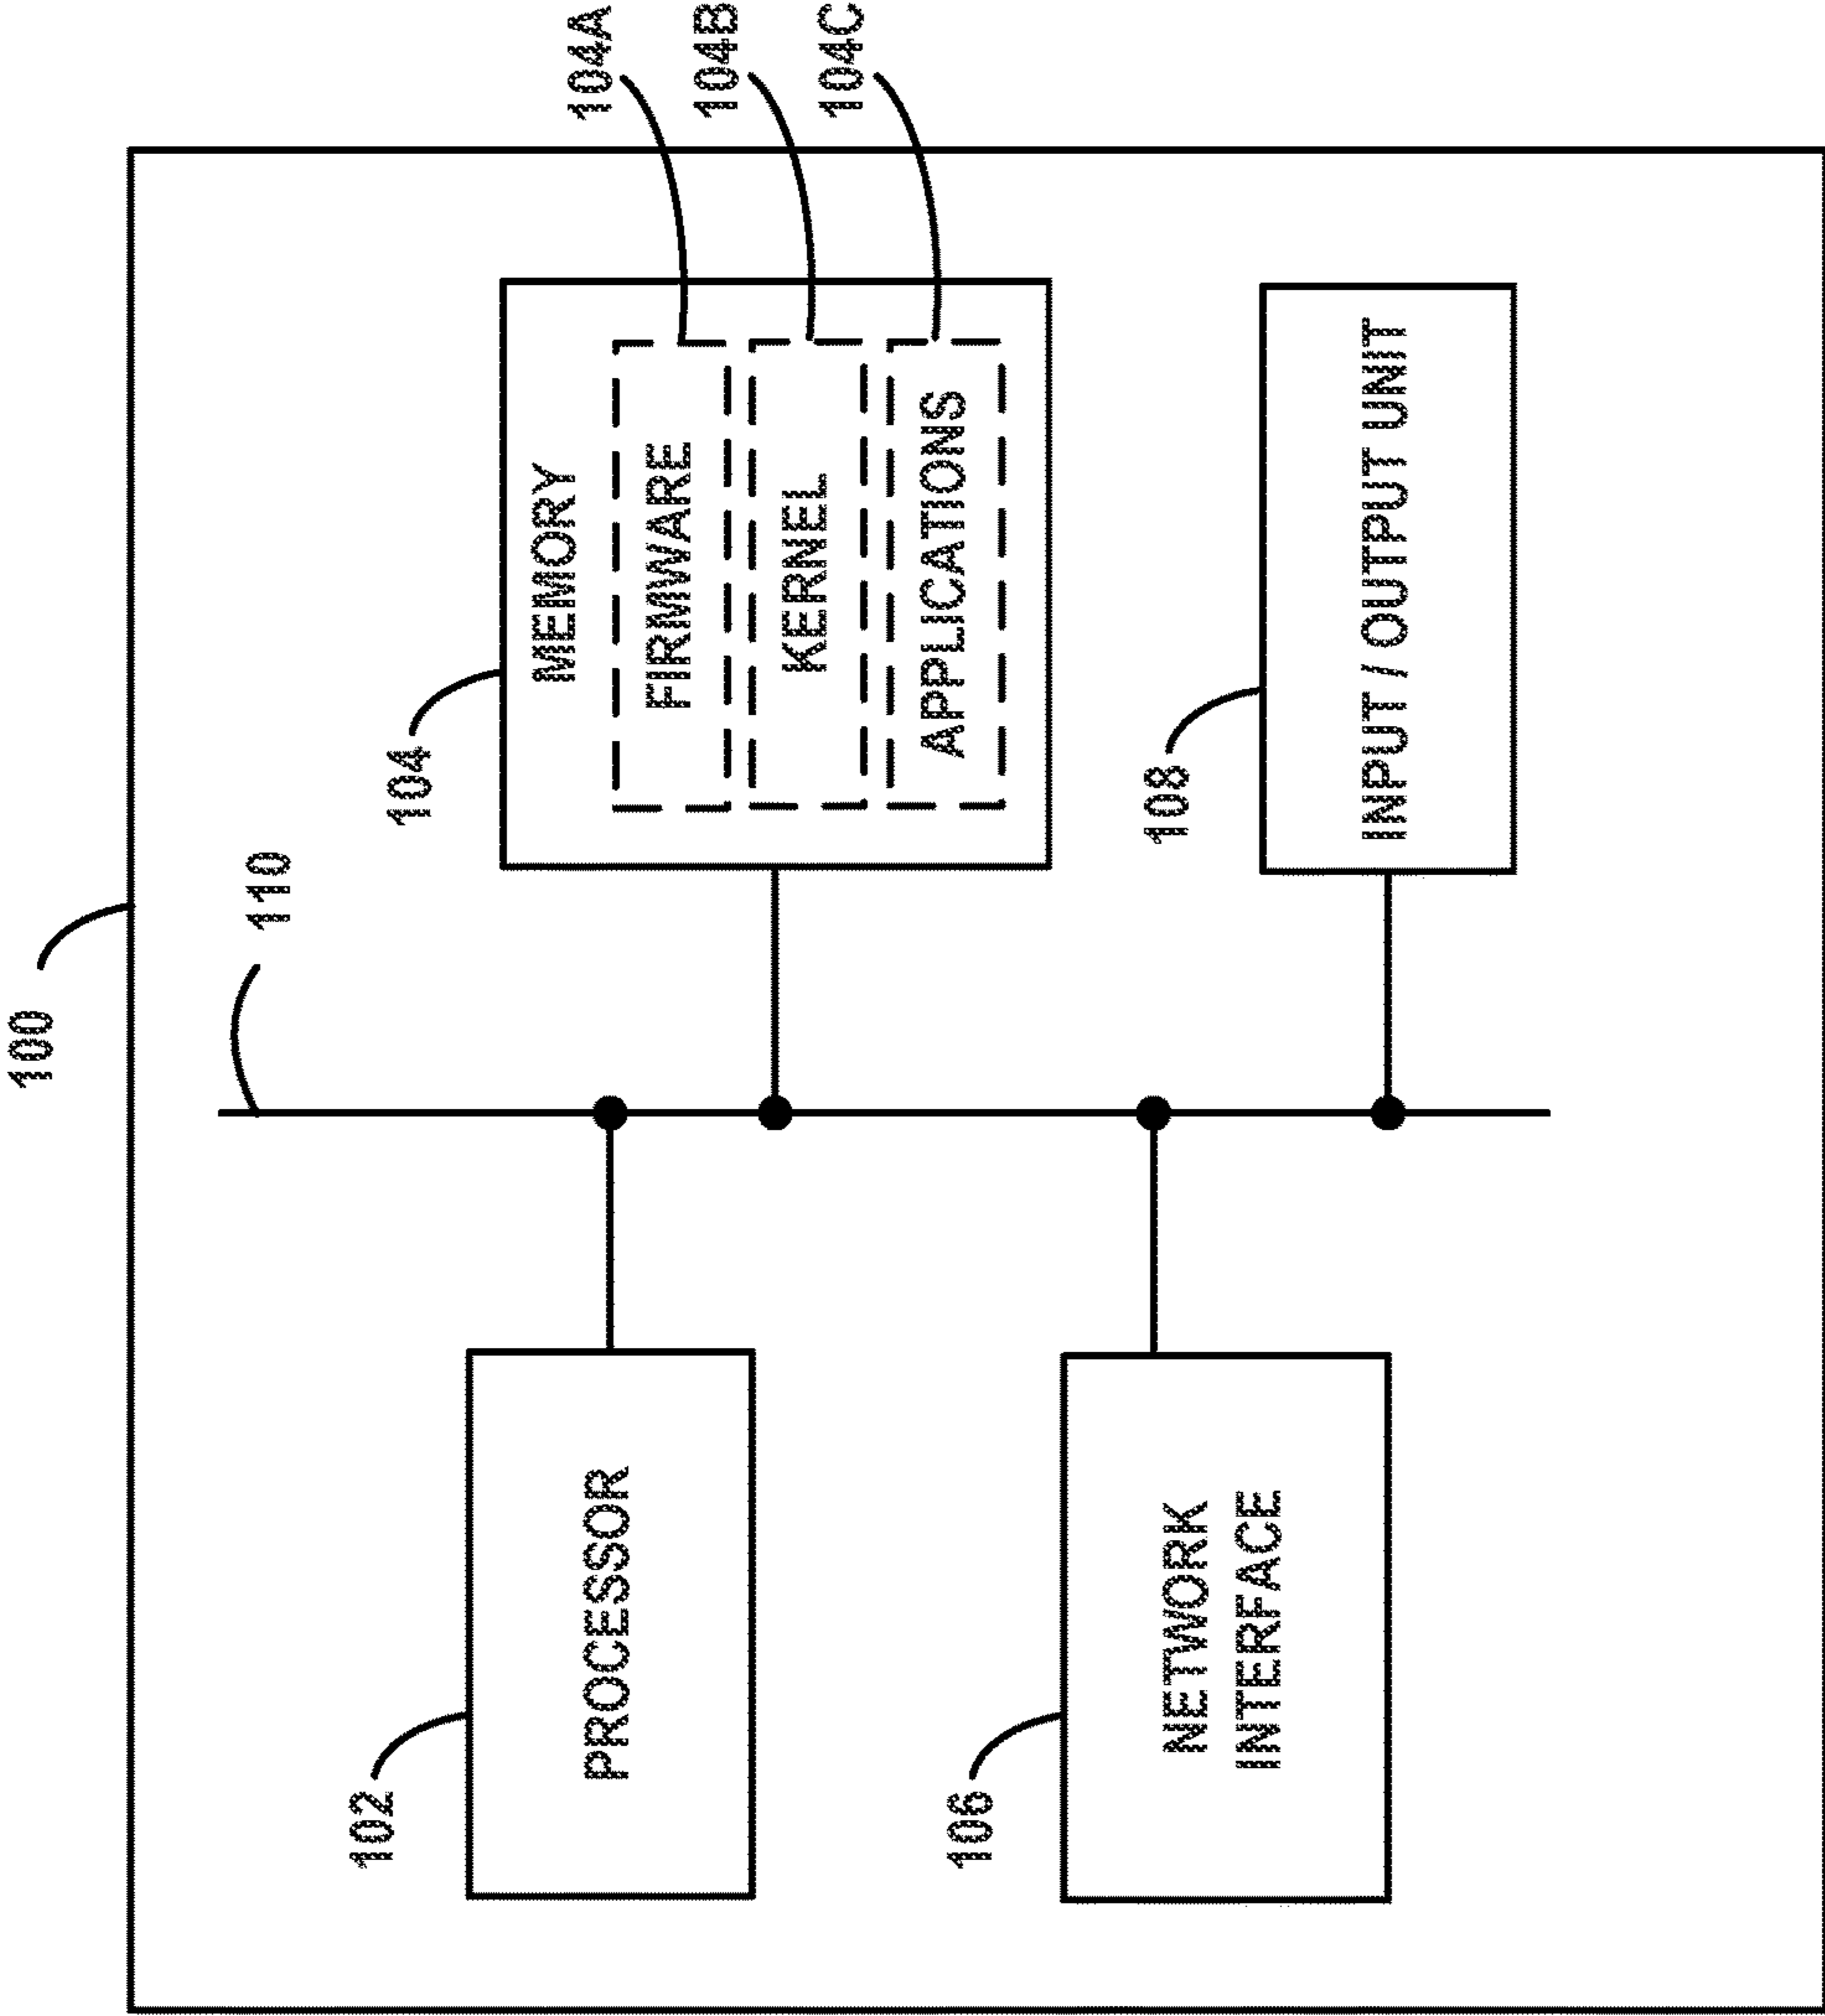 100
110
102
PROCESSOR
104
MEMORY
FIRMWARE
104A
KERNEL
104B
APPLICATIONS
104C
106
NETWORK
INTERFACE
108
INPUT / OUTPUT UNIT